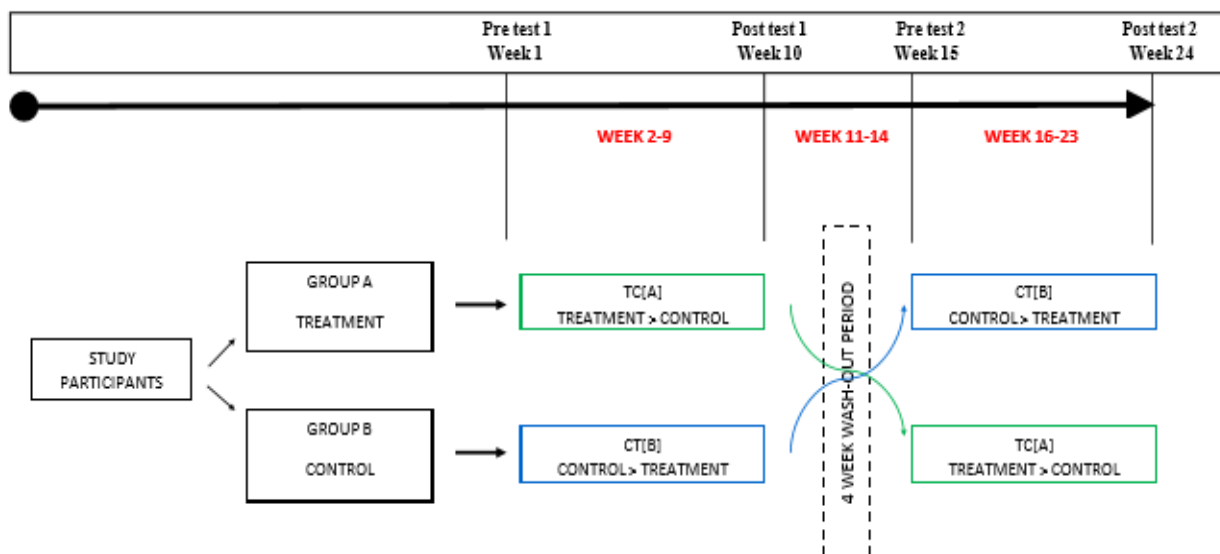 Pre test 1
Week 1
Post test 1
Week 10
Pre test 2
Week 15
Post test 2
Week 24
WEEK 2-9
WEEK 11-14
WEEK 16-23
STUDY
PARTICIPANTS
GROUP A
TREATMENT
GROUP B
CONTROL
TC[A]
TREATMENT > CONTROL
CT[B]
CONTROL > TREATMENT
4 WEEK WASH-OUT PERIOD
CT[B]
CONTROL > TREATMENT
TC[A]
TREATMENT > CONTROL